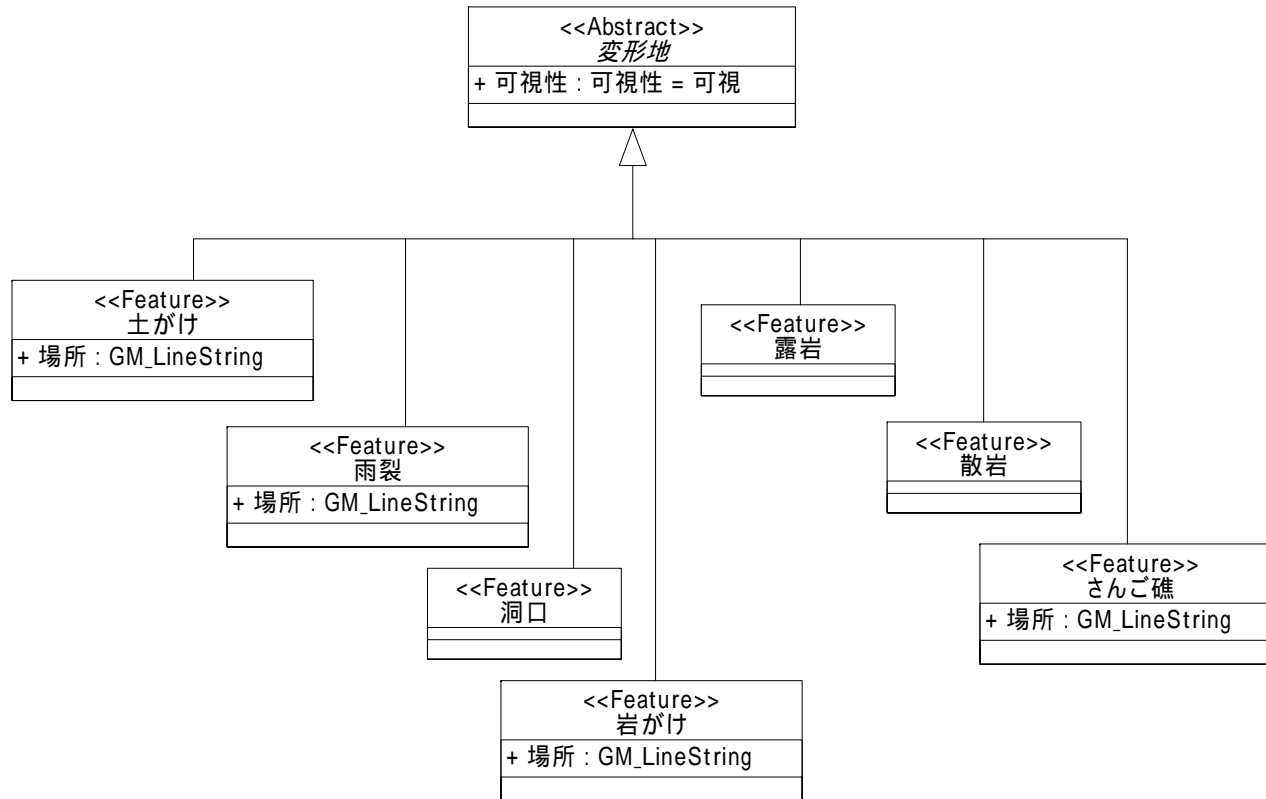 <<Abstract>>
変形地
+ 可視性 : 可視性 = 可視
<<Feature>>
土がけ
+ 場所 : GM_LineString
<<Feature>>
露岩
<<Feature>>
雨裂
+ 場所 : GM_LineString
<<Feature>>
散岩
<<Feature>>
洞口
<<Feature>>
さんご礁
+ 場所 : GM_LineString
<<Feature>>
岩がけ
+ 場所 : GM_LineString